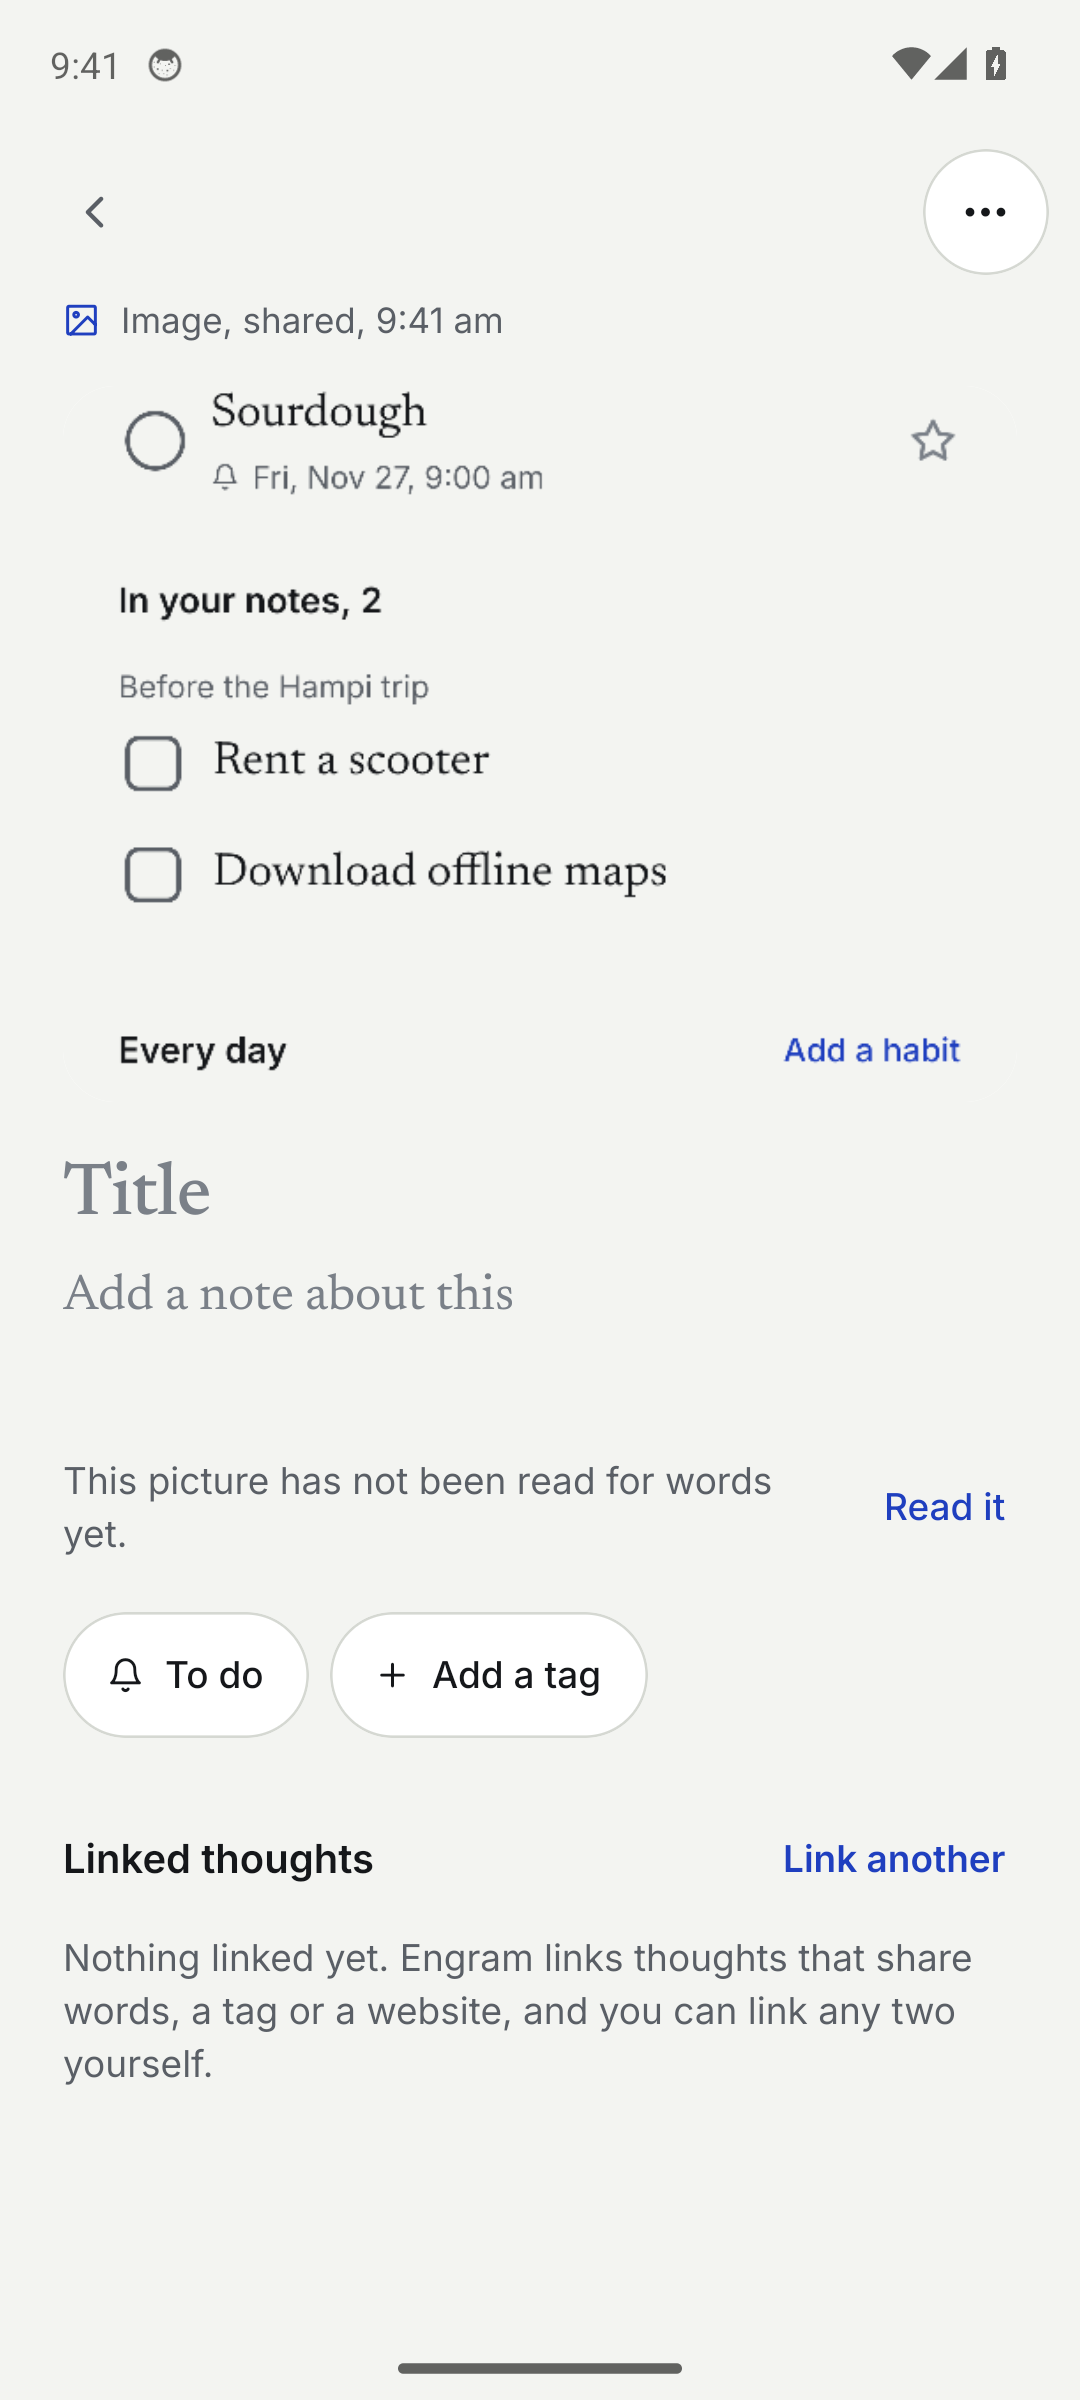 9:41
Image, shared, 9:41 am
Sourdough
Fri, Nov 27, 9:00 am
In your notes, 2
Before the Hampi trip
Rent a scooter
Download offline maps
Every day
Add a habit
Title
Add a note about this
This picture has not been read for words
yet.
Read it
To do
Add a tag
Linked thoughts
Link another
Nothing linked yet. Engram links thoughts that share
words, a tag or a website, and you can link any two
yourself.